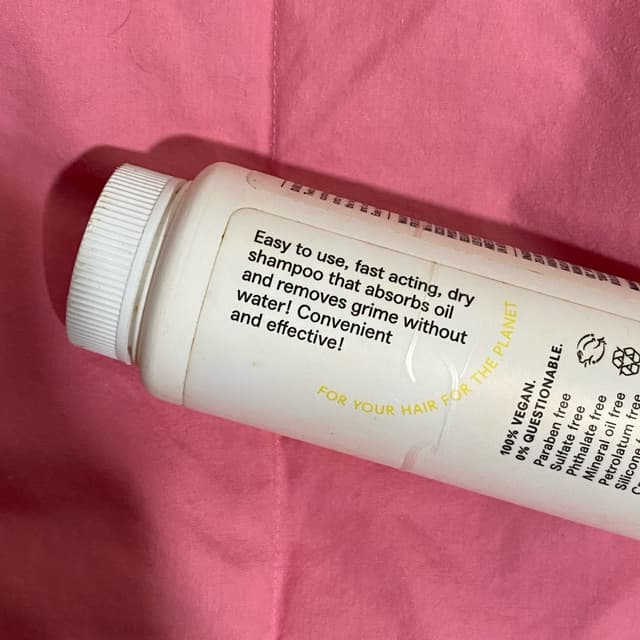 Easy to use, fast acting, dry
shampoo that absorbs oil
and removes grime without
water! Convenient
and effective!
FOR YOUR HAIR FOR THE PLANET
100% VEGAN.
0% QUESTIONABLE.
Paraben free
Sulfate free
Phthalate free
Mineral oil free
Petrolatum free
Silicone